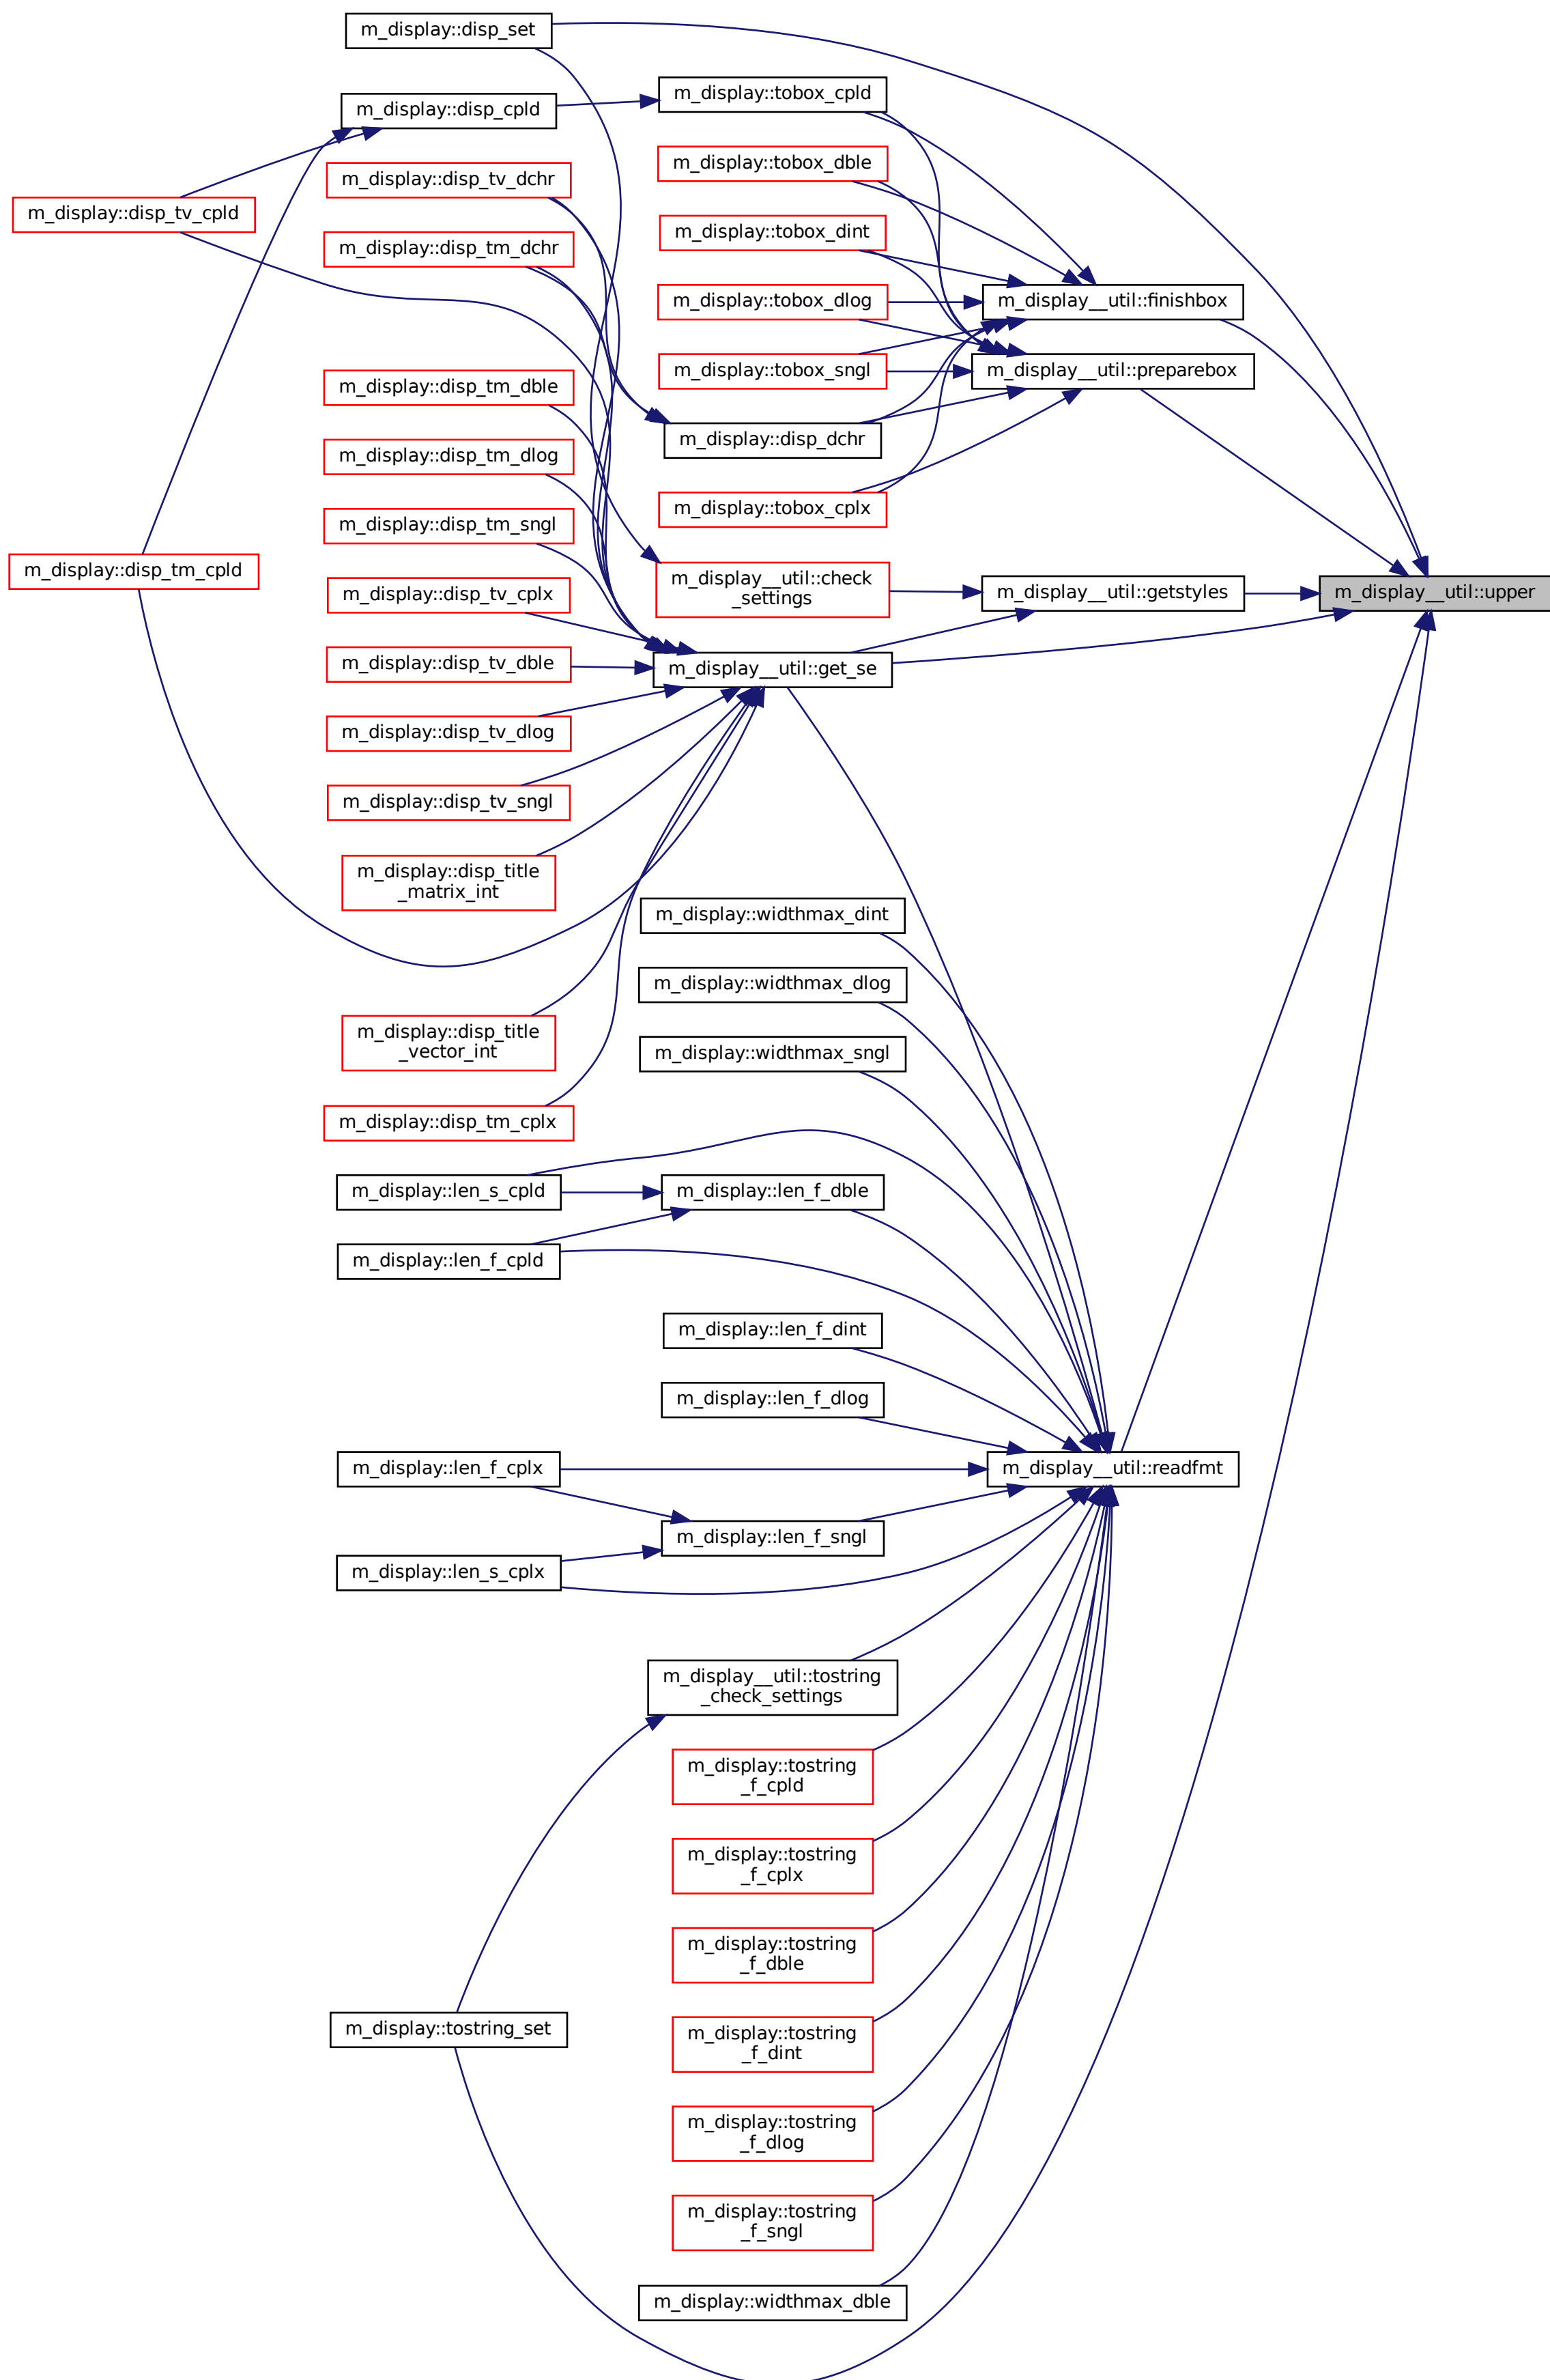 m_display::disp_set
m_display::disp_cpld
m_display::tobox_cpld
m_display::tobox_dble
m_display::disp_tv_dchr
m_display::disp_tv_cpld
m_display::tobox_dint
m_display::disp_tm_dchr
m_display::tobox_dlog
m_display__util::finishbox
m_display::tobox_sngl
m_display__util::preparebox
m_display::disp_tm_dble
m_display::disp_dchr
m_display::disp_tm_dlog
m_display::tobox_cplx
m_display::disp_tm_sngl
m_display::disp_tm_cpld
m_display__util::check
_settings
m_display__util::getstyles
m_display__util::upper
m_display::disp_tv_cplx
m_display::disp_tv_dble
m_display__util::get_se
m_display::disp_tv_dlog
m_display::disp_tv_sngl
m_display::disp_title
_matrix_int
m_display::widthmax_dint
m_display::widthmax_dlog
m_display::disp_title
_vector_int
m_display::widthmax_sngl
m_display::disp_tm_cplx
m_display::len_s_cpld
m_display::len_f_dble
m_display::len_f_cpld
m_display::len_f_dint
m_display::len_f_dlog
m_display::len_f_cplx
m_display__util::readfmt
m_display::len_f_sngl
m_display::len_s_cplx
m_display__util::tostring
_check_settings
m_display::tostring
_f_cpld
m_display::tostring
_f_cplx
m_display::tostring
_f_dble
m_display::tostring_set
m_display::tostring
_f_dint
m_display::tostring
_f_dlog
m_display::tostring
_f_sngl
m_display::widthmax_dble